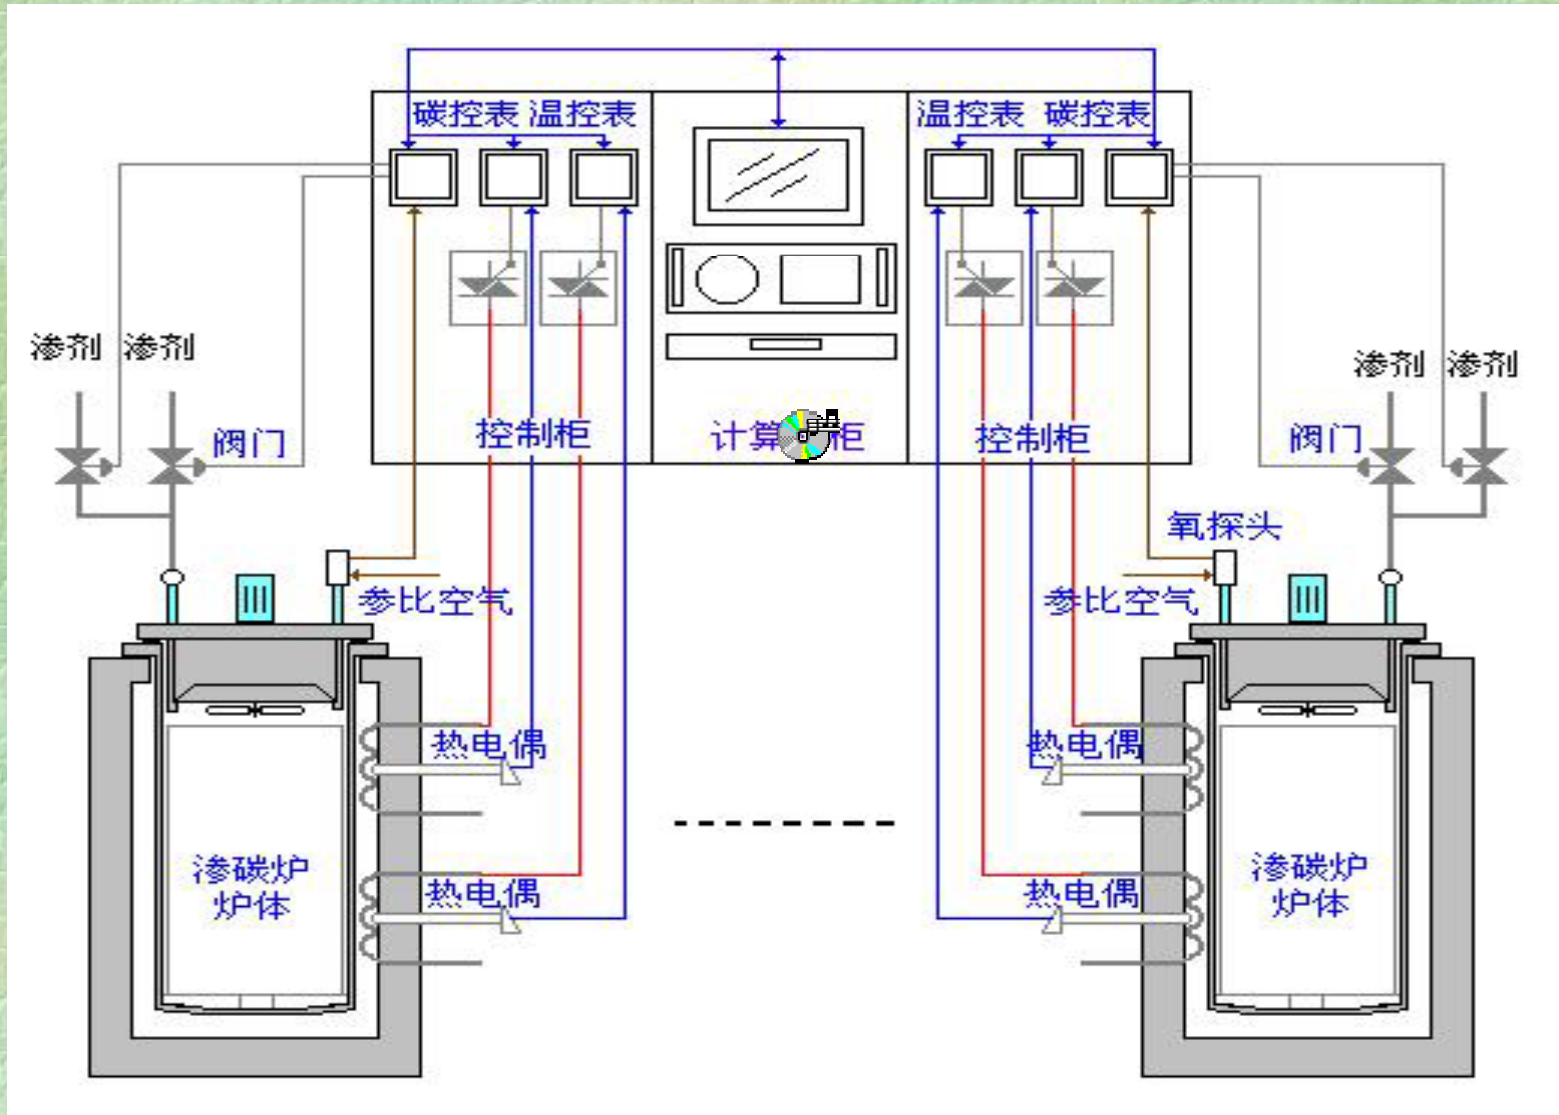 碳控表 温控表
温控表 碳控表
渗剂 渗剂
渗剂 渗剂
阀门
控制柜
计算 柜
控制柜
阀门
氧探头
参比空气
参比空气
热电偶
热电偶
渗碳炉
炉体
热电偶
热电偶
渗碳炉
炉体